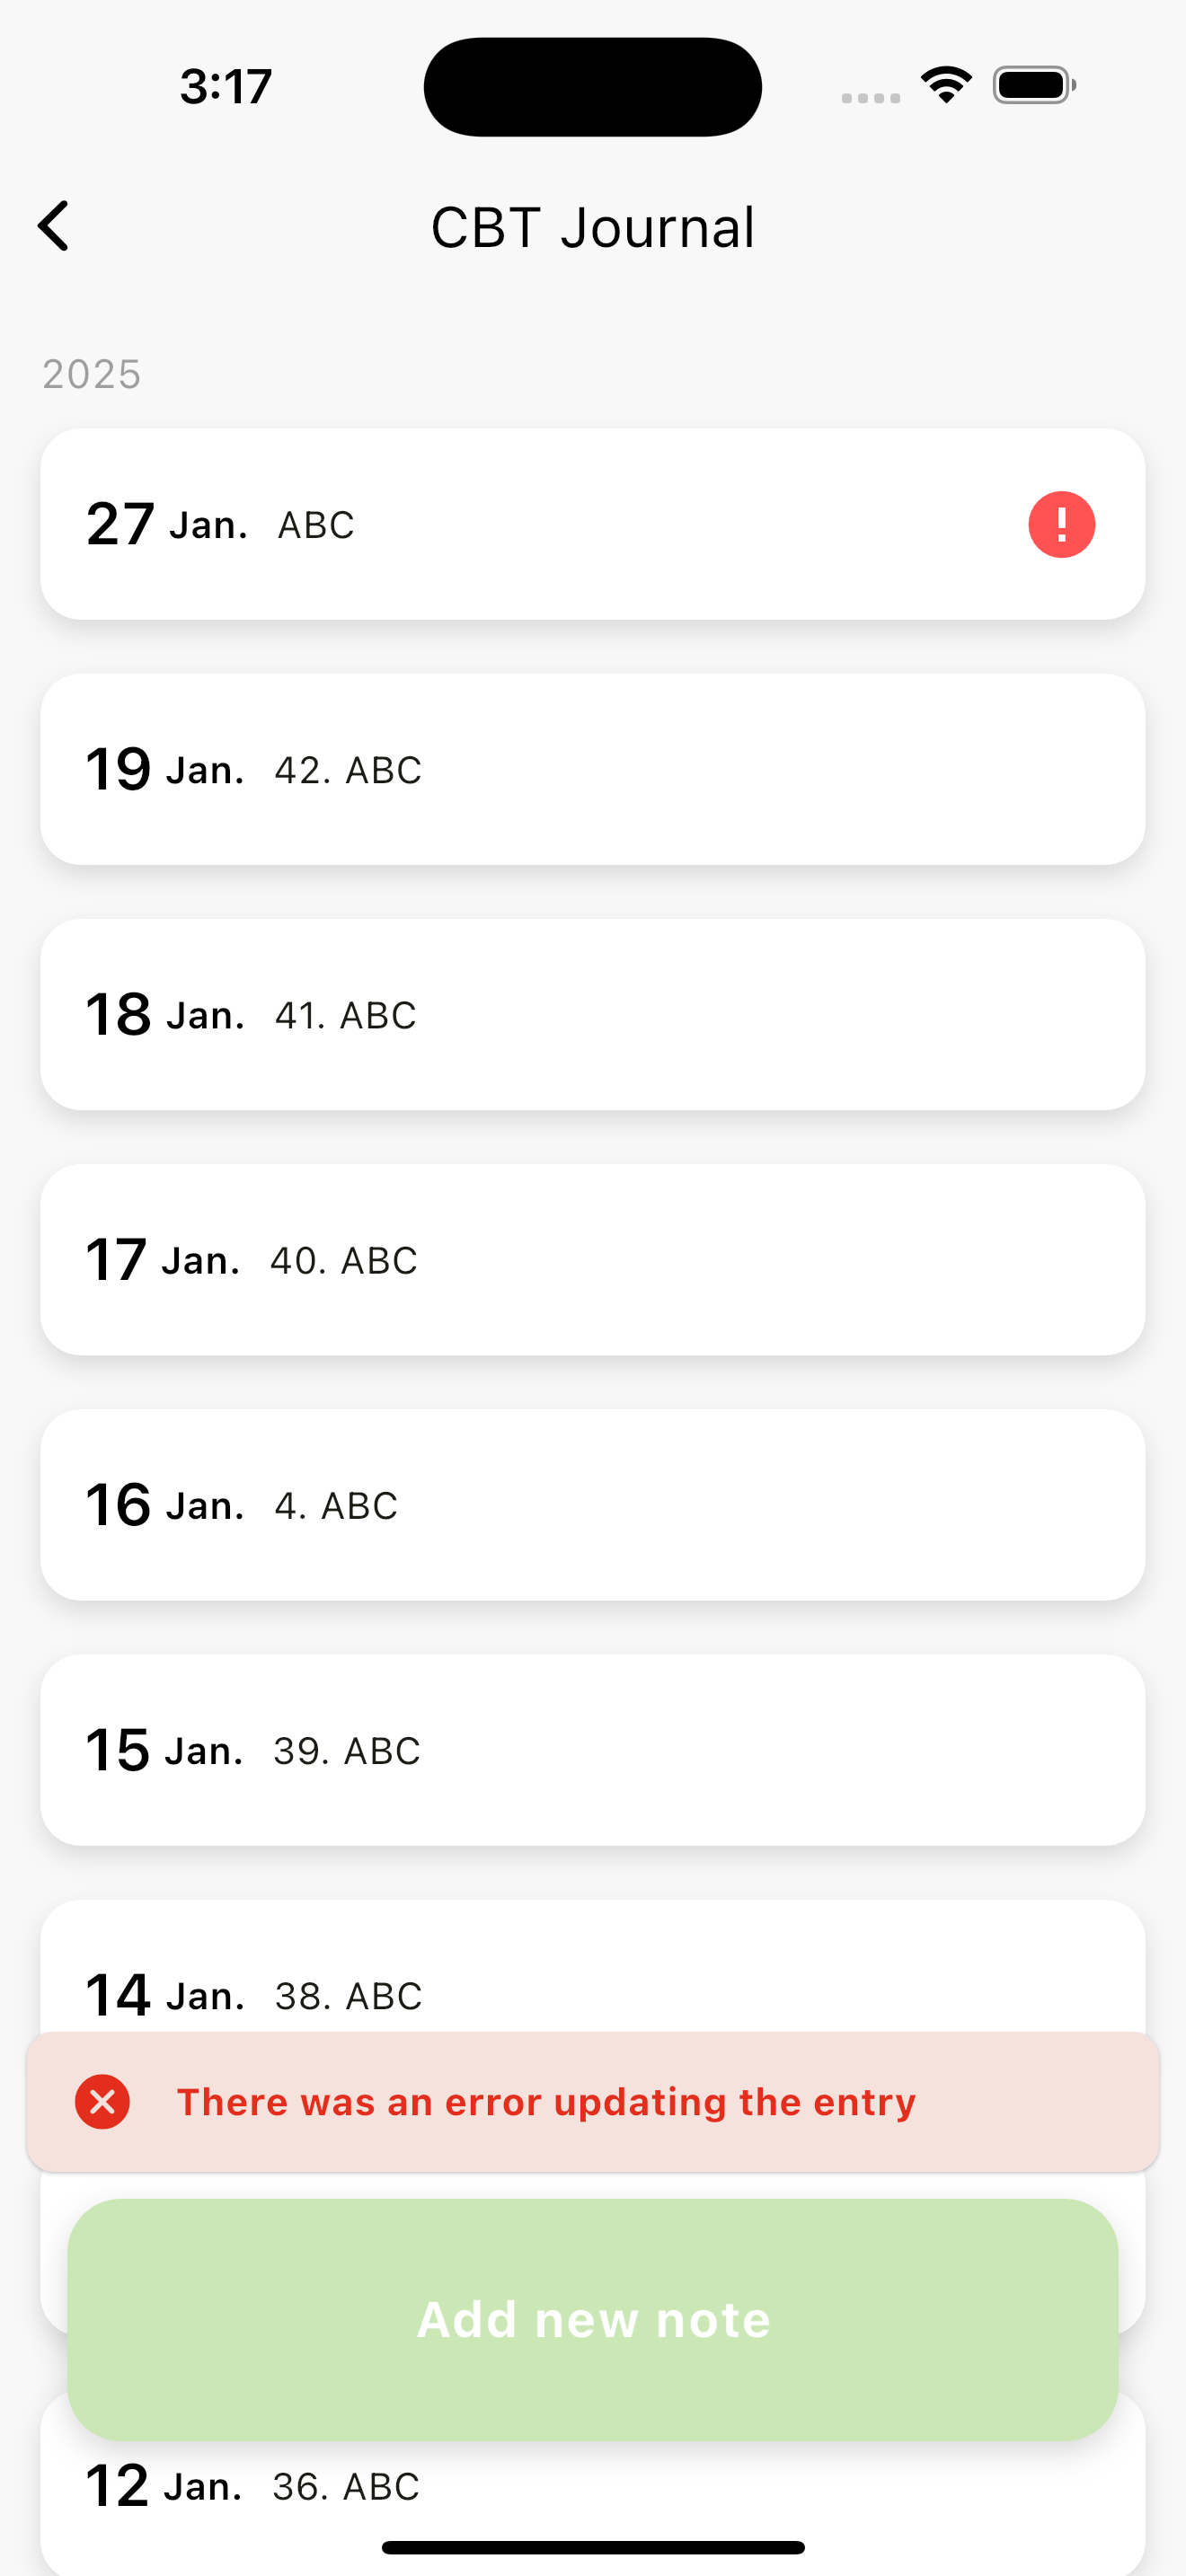 3:17
CBT Journal
2025
27 Jan. ABC
19 Jan. 42. ABC
18 Jan. 41. ABC
17 Jan. 40. ABC
16 Jan. 4. ABC
15 Jan. 39. ABC
14 Jan. 38. ABC
There was an error updating the entry
Add new note
12 Jan. 36. ABC